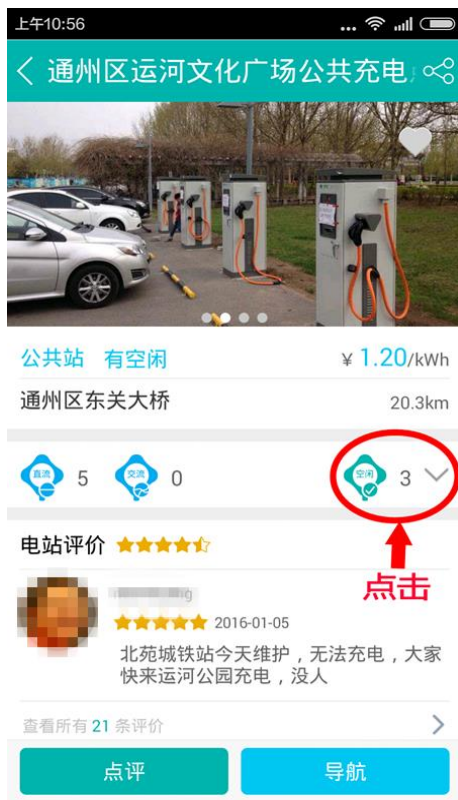 上午10:56
...
通州区运河文化广场公共充电
公共站 有空闲 ¥ 1.20/kWh
通州区东关大桥 20.3km
直流 5 交流 0 空闲 3
电站评价
点击
2016-01-05
北苑城铁站今天维护，无法充电，大家
快来运河公园充电，没人
查看所有 21 条评价
点评 导航